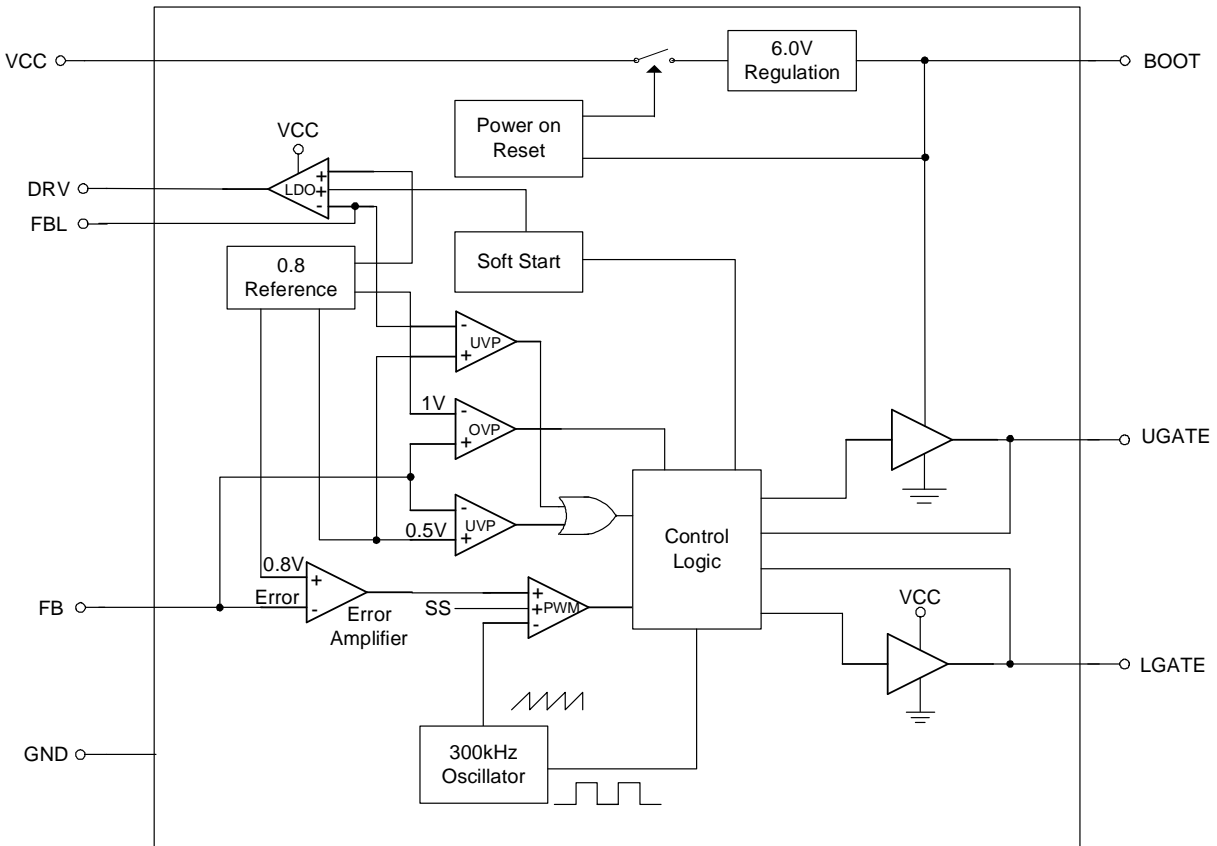 VCC
6.0V
Regulation
BOOT
Power on
Reset
VCC
DRV
+
LDO
+
-
FBL
0.8
Reference
Soft Start
-
UVP
+
1V
-
OVP
+
UGATE
-
UVP
0.5V
+
Control
Logic
0.8V
+
Error
-
Error
Amplifier
FB
+
SS
+
PWM
-
VCC
LGATE
GND
300kHz
Oscillator